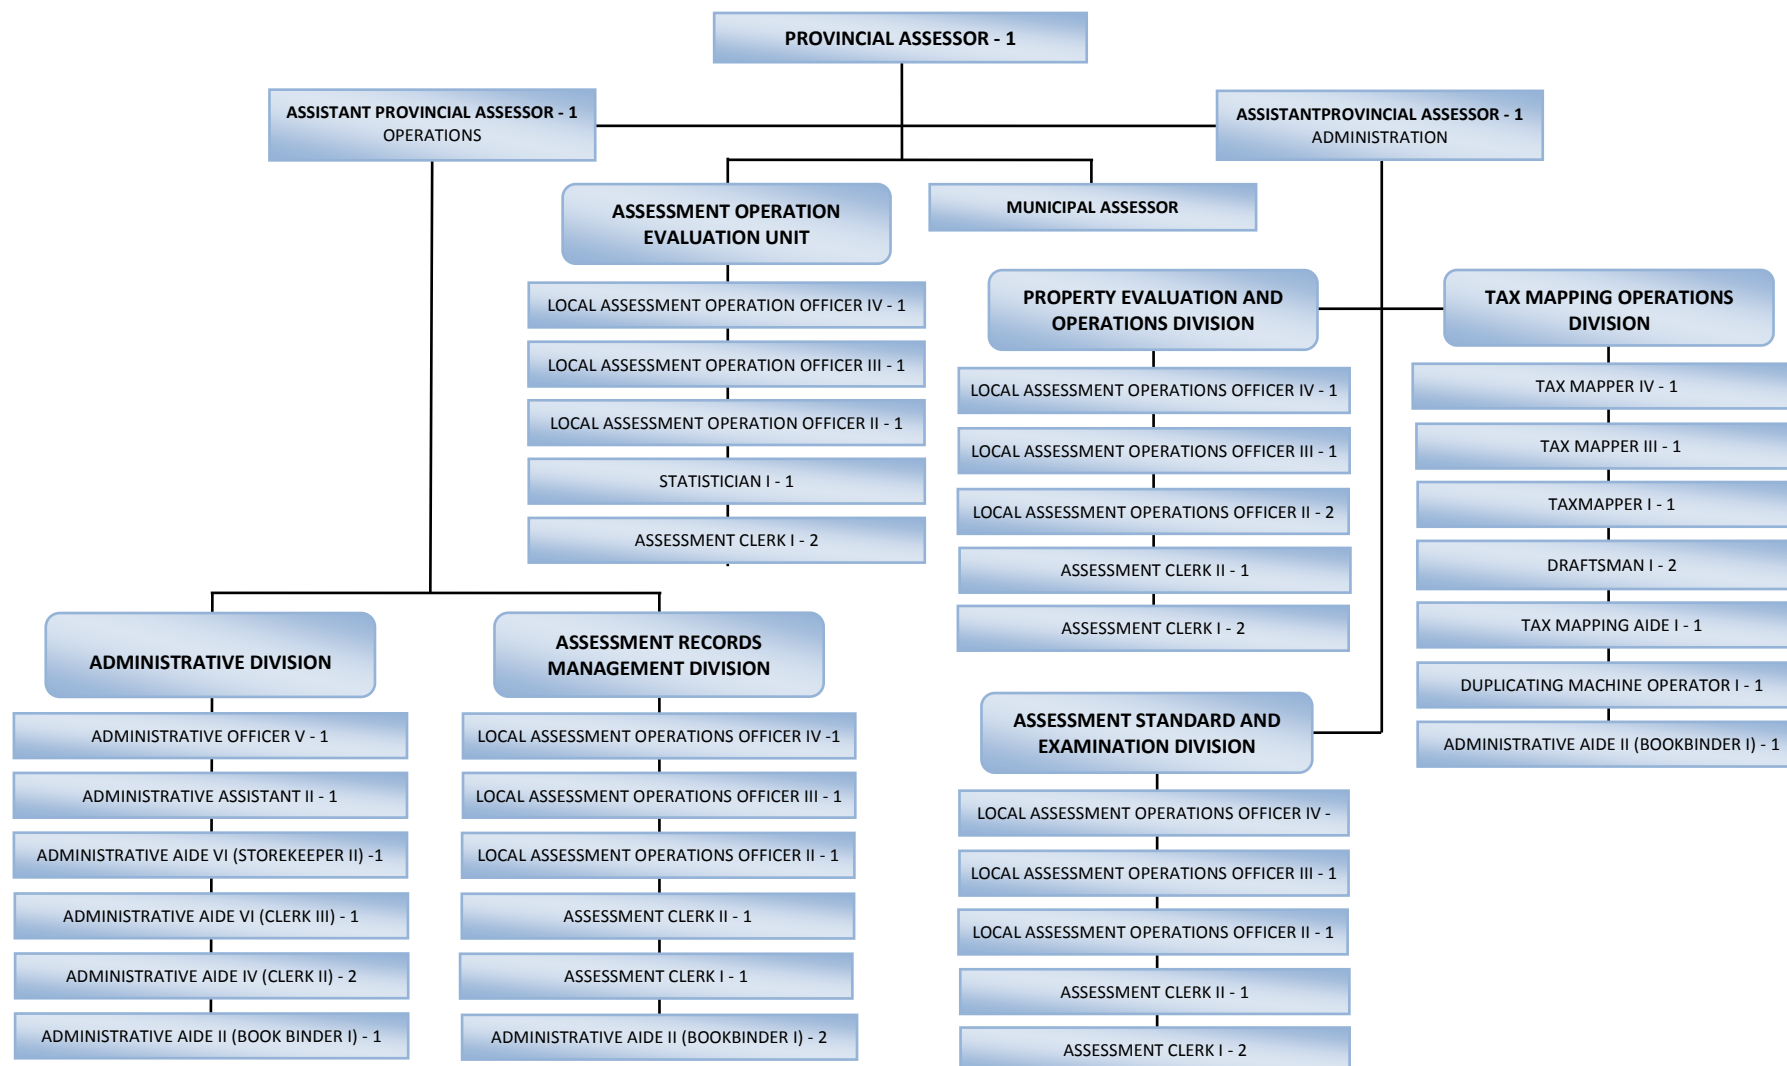 PROVINCIAL ASSESSOR - 1
ASSISTANT PROVINCIAL ASSESSOR - 1
OPERATIONS
ASSISTANTPROVINCIAL ASSESSOR - 1
ADMINISTRATION
ASSESSMENT OPERATION
EVALUATION UNIT
MUNICIPAL ASSESSOR
LOCAL ASSESSMENT OPERATION OFFICER IV - 1
LOCAL ASSESSMENT OPERATION OFFICER III - 1
LOCAL ASSESSMENT OPERATION OFFICER II - 1
STATISTICIAN I - 1
ASSESSMENT CLERK I - 2
PROPERTY EVALUATION AND
OPERATIONS DIVISION
LOCAL ASSESSMENT OPERATIONS OFFICER IV - 1
LOCAL ASSESSMENT OPERATIONS OFFICER III - 1
LOCAL ASSESSMENT OPERATIONS OFFICER II - 2
ASSESSMENT CLERK II - 1
ASSESSMENT CLERK I - 2
TAX MAPPING OPERATIONS
DIVISION
TAX MAPPER IV - 1
TAX MAPPER III - 1
TAXMAPPER I - 1
DRAFTSMAN I - 2
TAX MAPPING AIDE I - 1
DUPLICATING MACHINE OPERATOR I - 1
ADMINISTRATIVE AIDE II (BOOKBINDER I) - 1
ADMINISTRATIVE DIVISION
ADMINISTRATIVE OFFICER V - 1
ADMINISTRATIVE ASSISTANT II - 1
ADMINISTRATIVE AIDE VI (STOREKEEPER II) -1
ADMINISTRATIVE AIDE VI (CLERK III) - 1
ADMINISTRATIVE AIDE IV (CLERK II) - 2
ADMINISTRATIVE AIDE II (BOOK BINDER I) - 1
ASSESSMENT RECORDS
MANAGEMENT DIVISION
LOCAL ASSESSMENT OPERATIONS OFFICER IV -1
LOCAL ASSESSMENT OPERATIONS OFFICER III - 1
LOCAL ASSESSMENT OPERATIONS OFFICER II - 1
ASSESSMENT CLERK II - 1
ASSESSMENT CLERK I - 1
ADMINISTRATIVE AIDE II (BOOKBINDER I) - 2
ASSESSMENT STANDARD AND
EXAMINATION DIVISION
LOCAL ASSESSMENT OPERATIONS OFFICER IV -
LOCAL ASSESSMENT OPERATIONS OFFICER III - 1
LOCAL ASSESSMENT OPERATIONS OFFICER II - 1
ASSESSMENT CLERK II - 1
ASSESSMENT CLERK I - 2